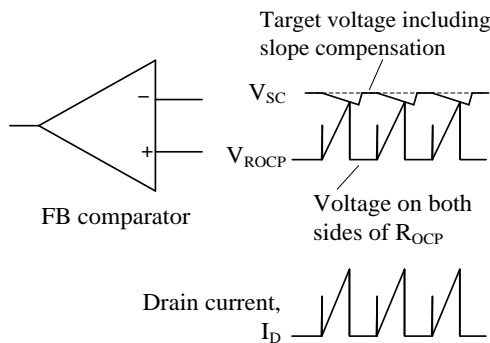 Target voltage including
slope compensation
V_SC
−
+
V_ROCP
FB comparator
Voltage on both
sides of R_OCP
Drain current,
I_D